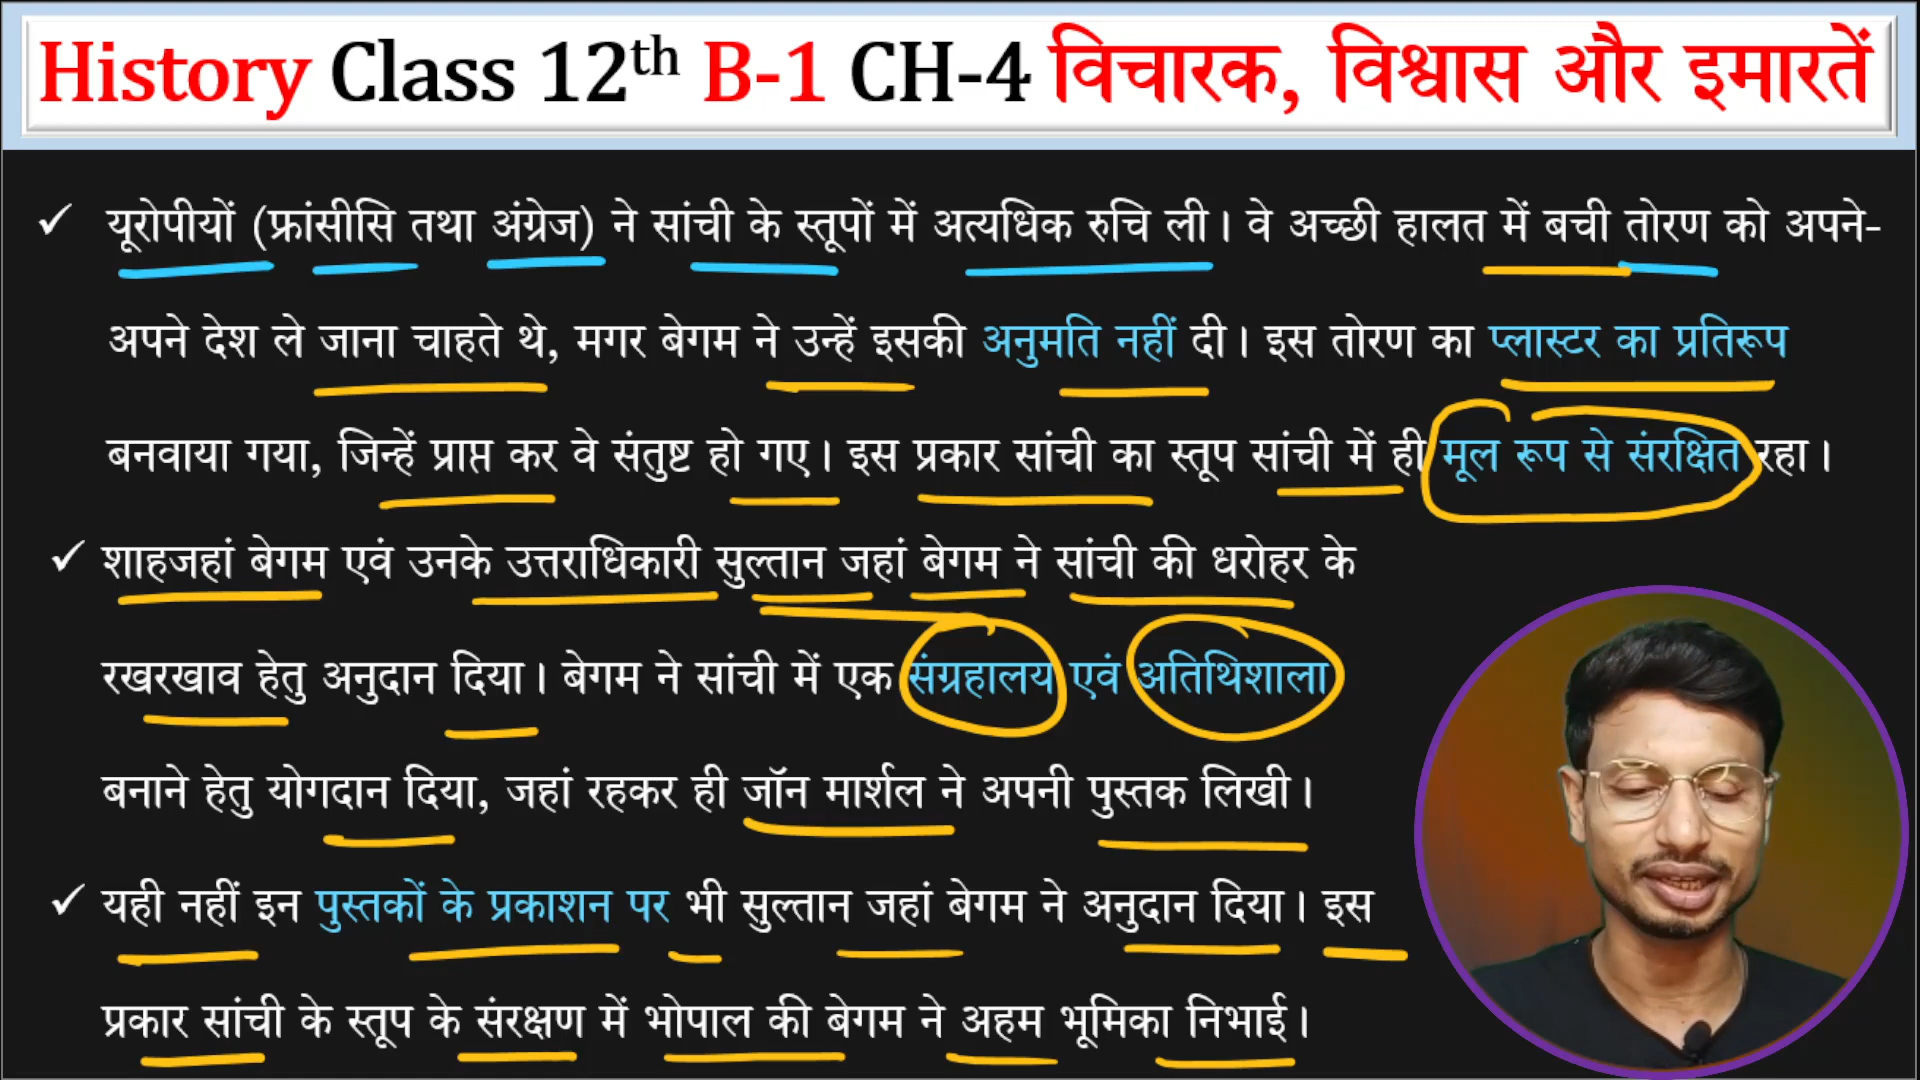 History Class 12th B-1 CH-4 विचारक, विश्वास और इमारतें
✓ यूरोपीयों (फ्रांसीसि तथा अंग्रेज) ने सांची के स्तूपों में अत्यधिक रुचि ली। वे अच्छी हालत में बची तोरण को अपने-
अपने देश ले जाना चाहते थे, मगर बेगम ने उन्हें इसकी अनुमति नहीं दी। इस तोरण का प्लास्टर का प्रतिरूप
बनवाया गया, जिन्हें प्राप्त कर वे संतुष्ट हो गए। इस प्रकार सांची का स्तूप सांची में ही मूल रूप से संरक्षित रहा।
✓ शाहजहां बेगम एवं उनके उत्तराधिकारी सुल्तान जहां बेगम ने सांची की धरोहर के
रखरखाव हेतु अनुदान दिया। बेगम ने सांची में एक संग्रहालय एवं अतिथिशाला
बनाने हेतु योगदान दिया, जहां रहकर ही जॉन मार्शल ने अपनी पुस्तक लिखी।
✓ यही नहीं इन पुस्तकों के प्रकाशन पर भी सुल्तान जहां बेगम ने अनुदान दिया। इस
प्रकार सांची के स्तूप के संरक्षण में भोपाल की बेगम ने अहम भूमिका निभाई।